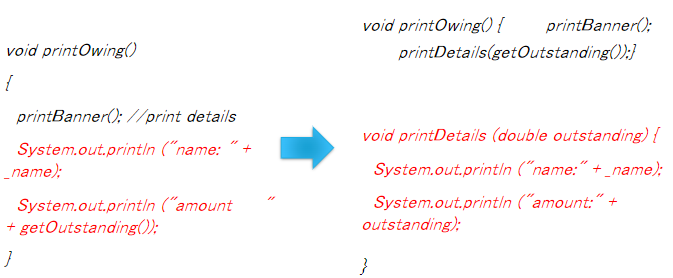 void printOwing()
{
printBanner(); //print details
System.out.println ("name: " +
_name);
System.out.println ("amount "
+ getOutstanding());
}
void printOwing() { printBanner();
printDetails(getOutstanding());}
void printDetails (double outstanding) {
System.out.println ("name:" + _name);
System.out.println ("amount:" +
outstanding);
}